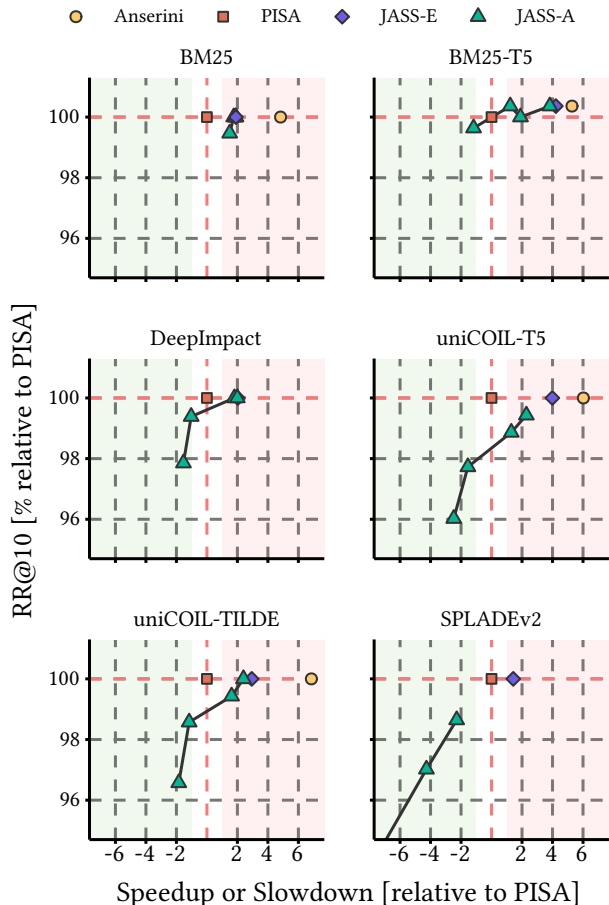 Anserini PISA JASS-E JASS-A
BM25 BM25-T5
100
98
96
DeepImpact uniCOIL-T5
100
98
96
uniCOIL-TILDE SPLADEv2
100
98
96
-6 -4 -2 2 4 6 -6 -4 -2 2 4 6
RR@10 [% relative to PISA]
Speedup or Slowdown [relative to PISA]